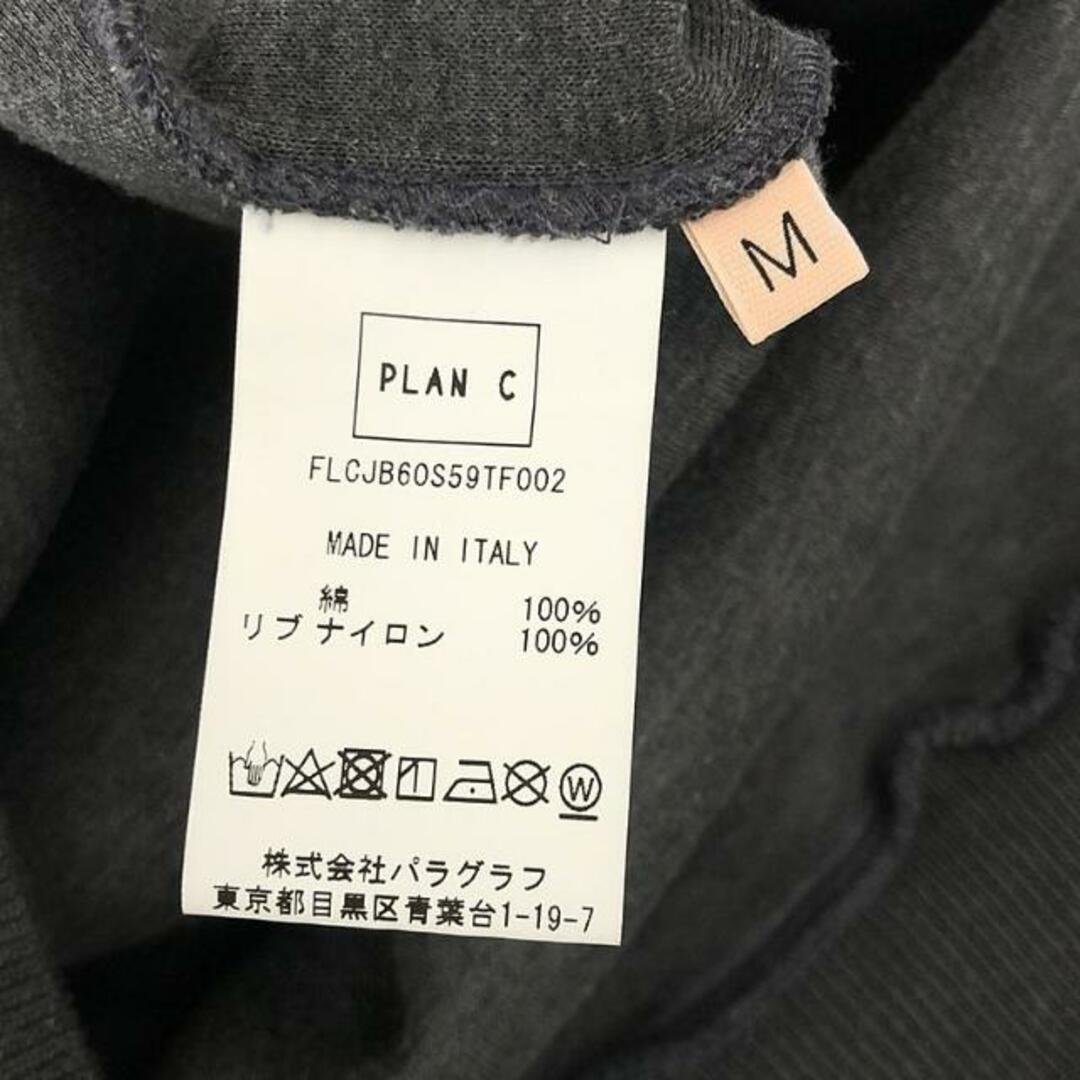 M
PLAN C
FLCJB60S59TF002
MADE IN ITALY
綿 100%
リブ ナイロン 100%
W
株式会社パラグラフ
東京都目黒区青葉台1-19-7